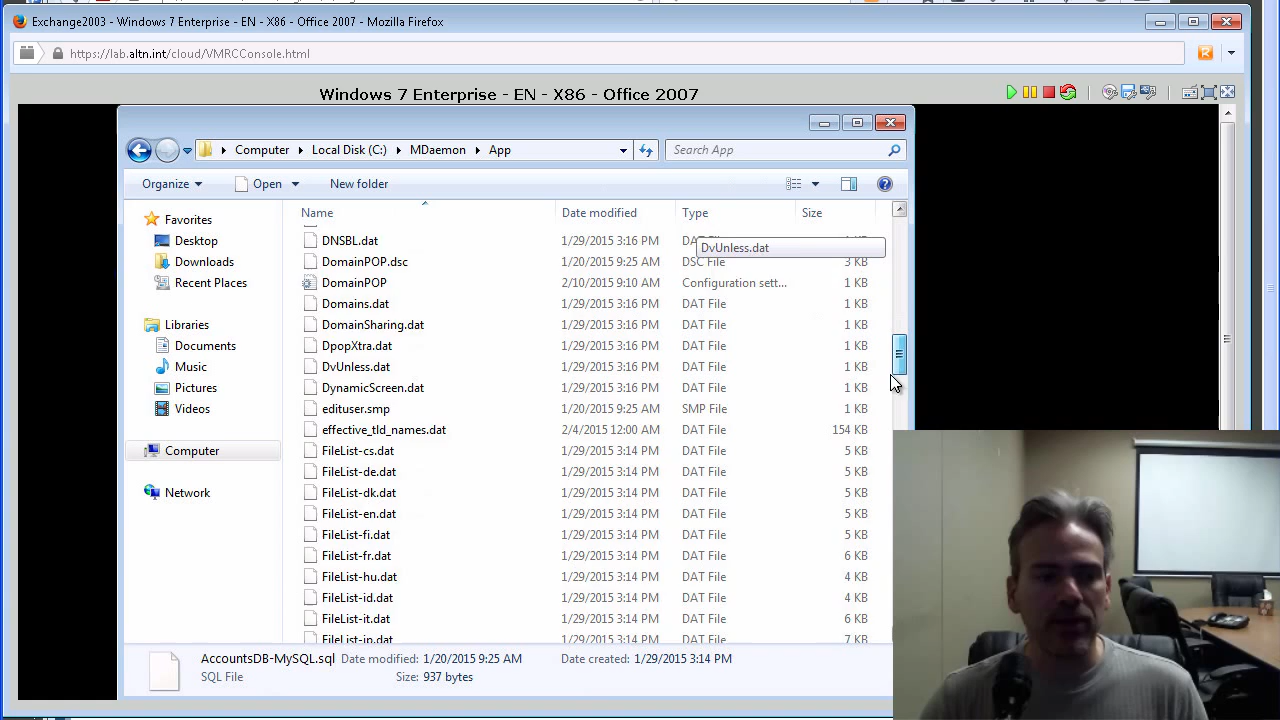 Exchange2003 - Windows 7 Enterprise - EN - X86 - Office 2007 - Mozilla Firefox
https://lab.altn.int/cloud/VMRCConsole.html
Windows 7 Enterprise - EN - X86 - Office 2007
Computer Local Disk (C:) MDaemon App Search App
Organize Open New folder
Name Date modified Type Size
Favorites
Desktop
Downloads
Recent Places
Libraries
Documents
Music
Pictures
Videos
Computer
Network
DNSBL.dat 1/29/2015 3:16 PM
DvUnless.dat
DomainPOP.dsc 1/20/2015 9:25 AM DSC File 3 KB
DomainPOP 2/10/2015 9:10 AM Configuration sett... 1 KB
Domains.dat 1/29/2015 3:16 PM DAT File 1 KB
DomainSharing.dat 1/29/2015 3:16 PM DAT File 1 KB
DpopXtra.dat 1/29/2015 3:16 PM DAT File 1 KB
DvUnless.dat 1/29/2015 3:16 PM DAT File 1 KB
DynamicScreen.dat 1/29/2015 3:16 PM DAT File 1 KB
edituser.smp 1/20/2015 9:25 AM SMP File 1 KB
effective_tld_names.dat 2/4/2015 12:00 AM DAT File 154 KB
FileList-cs.dat 1/29/2015 3:14 PM DAT File 5 KB
FileList-de.dat 1/29/2015 3:14 PM DAT File 5 KB
FileList-dk.dat 1/29/2015 3:14 PM DAT File 5 KB
FileList-en.dat 1/29/2015 3:14 PM DAT File 5 KB
FileList-fi.dat 1/29/2015 3:14 PM DAT File 5 KB
FileList-fr.dat 1/29/2015 3:14 PM DAT File 6 KB
FileList-hu.dat 1/29/2015 3:14 PM DAT File 4 KB
FileList-id.dat 1/29/2015 3:14 PM DAT File 4 KB
FileList-it.dat 1/29/2015 3:14 PM DAT File 6 KB
1/29/2015 3:14 PM DAT File 7 KB
AccountsDB-MySQL.sql Date modified: 1/20/2015 9:25 AM Date created: 1/29/2015 3:14 PM
SQL File Size: 937 bytes